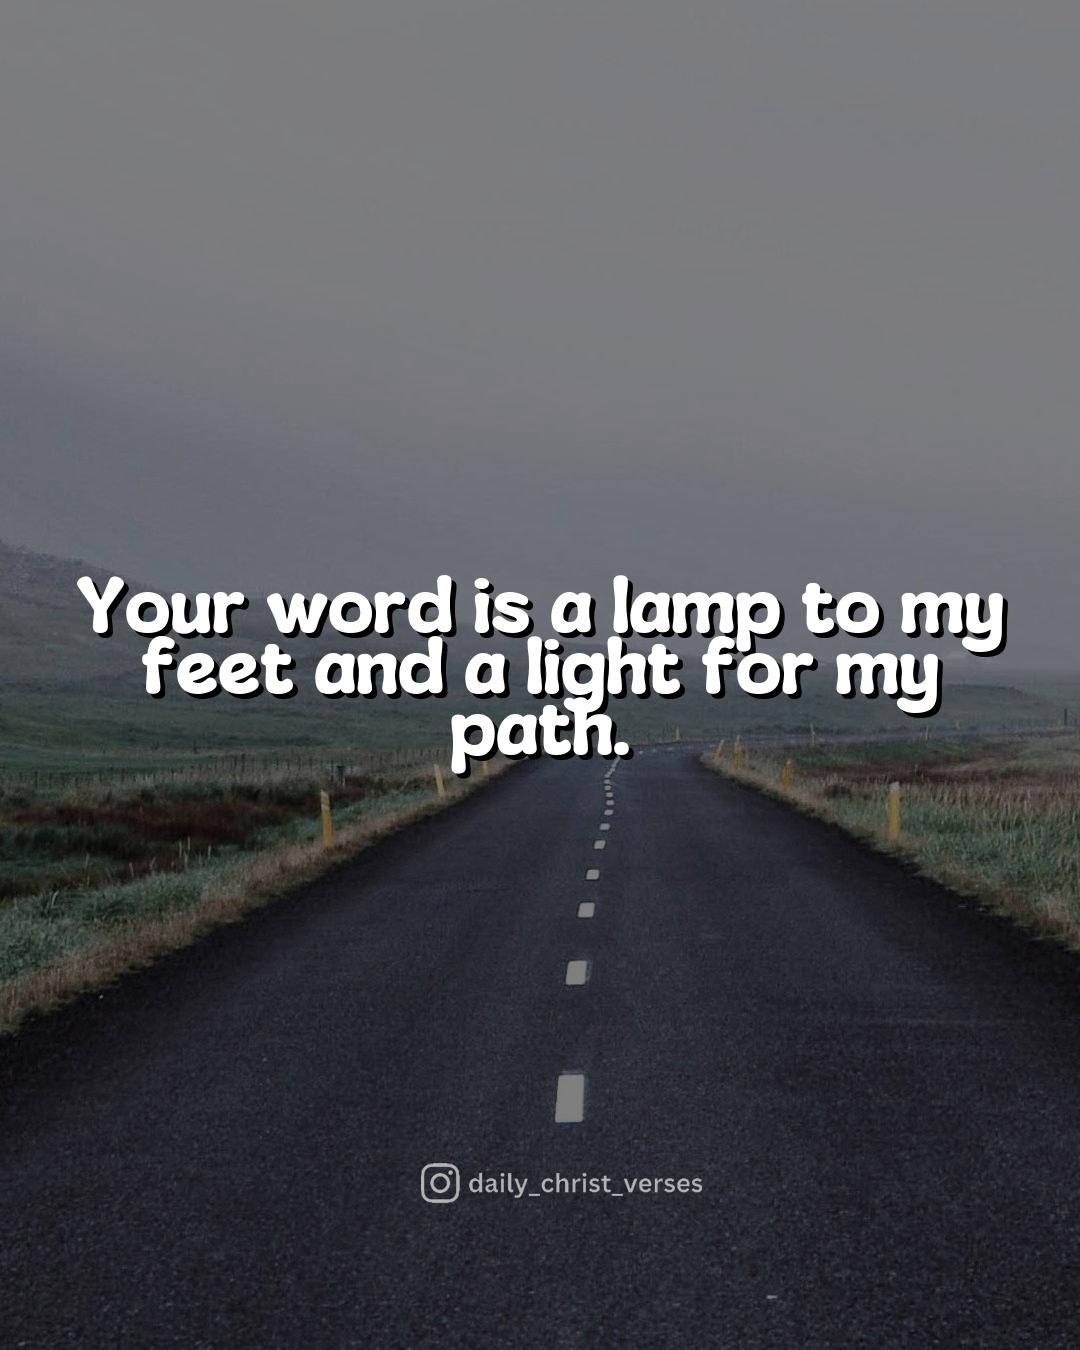 Your word is a lamp to my
feet and a light for my
path.
daily_christ_verses